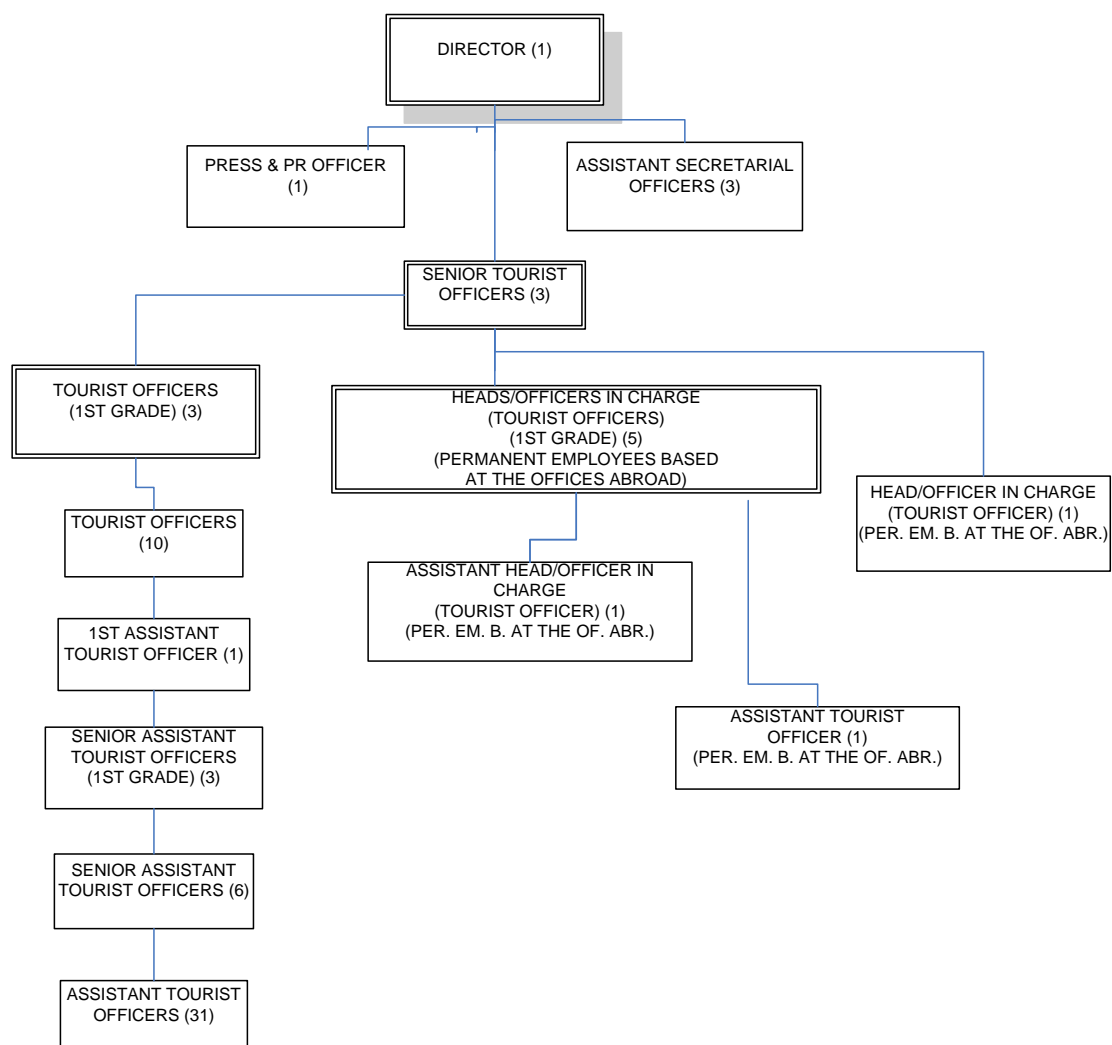 DIRECTOR (1)
PRESS & PR OFFICER
(1)
ASSISTANT SECRETARIAL
OFFICERS (3)
SENIOR TOURIST
OFFICERS (3)
TOURIST OFFICERS
(1ST GRADE) (3)
HEADS/OFFICERS IN CHARGE
(TOURIST OFFICERS)
(1ST GRADE) (5)
(PERMANENT EMPLOYEES BASED
AT THE OFFICES ABROAD)
HEAD/OFFICER IN CHARGE
(TOURIST OFFICER) (1)
(PER. EM. B. AT THE OF. ABR.)
TOURIST OFFICERS
(10)
ASSISTANT HEAD/OFFICER IN
CHARGE
(TOURIST OFFICER) (1)
(PER. EM. B. AT THE OF. ABR.)
1ST ASSISTANT
TOURIST OFFICER (1)
ASSISTANT TOURIST
OFFICER (1)
(PER. EM. B. AT THE OF. ABR.)
SENIOR ASSISTANT
TOURIST OFFICERS
(1ST GRADE) (3)
SENIOR ASSISTANT
TOURIST OFFICERS (6)
ASSISTANT TOURIST
OFFICERS (31)